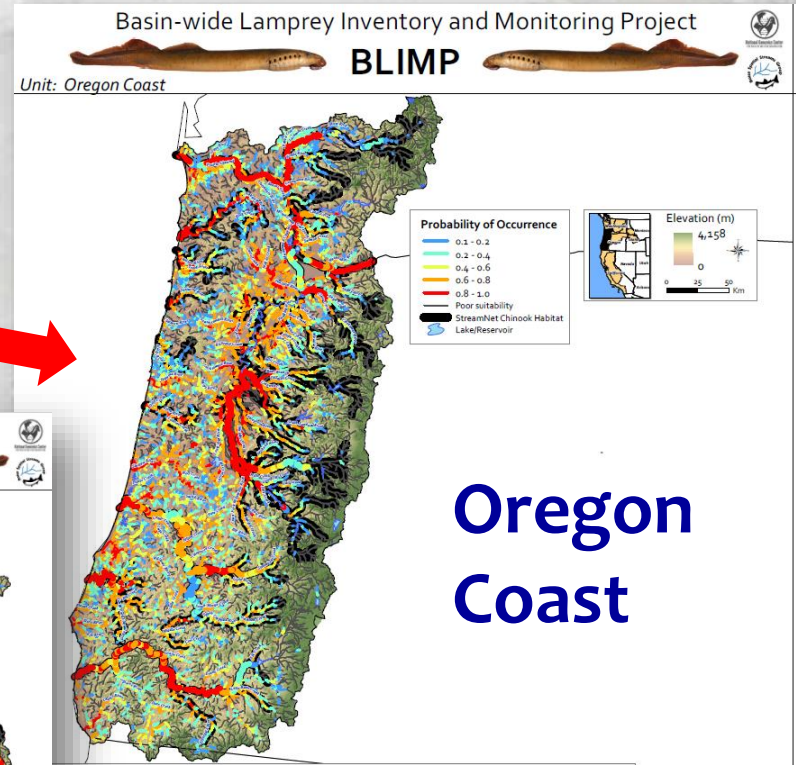 Basin-wide Lamprey Inventory and Monitoring Project
BLIMP
Unit: Oregon Coast
Probability of Occurrence
0.1 - 0.2
0.2 - 0.4
0.4 - 0.6
0.6 - 0.8
0.8 - 1.0
Poor suitability
StreamNet Chinook Habitat
Lake/Reservoir
Elevation (m)
4,158
0
0 25 50
Km
Oregon
Coast